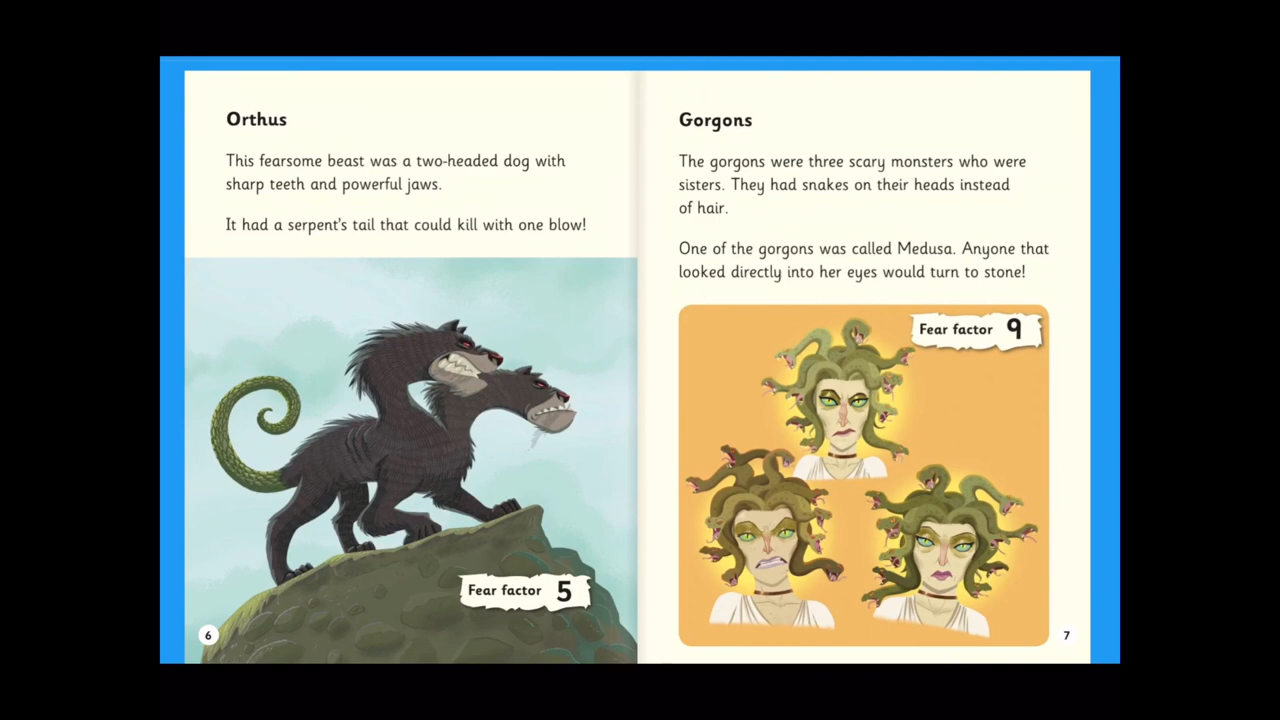 Orthus
This fearsome beast was a two-headed dog with
sharp teeth and powerful jaws.
It had a serpent's tail that could kill with one blow!
Fear factor 5
6
Gorgons
The gorgons were three scary monsters who were
sisters. They had snakes on their heads instead
of hair.
One of the gorgons was called Medusa. Anyone that
looked directly into her eyes would turn to stone!
Fear factor 9
7